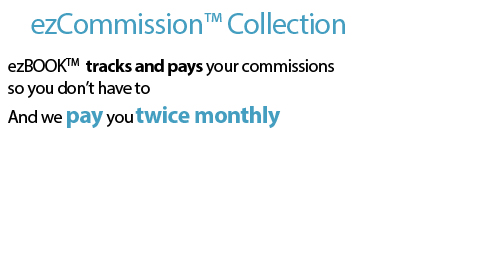 ezCommission™ Collection
ezBOOK™ tracks and pays your commissions
so you don't have to
And we pay you twice monthly